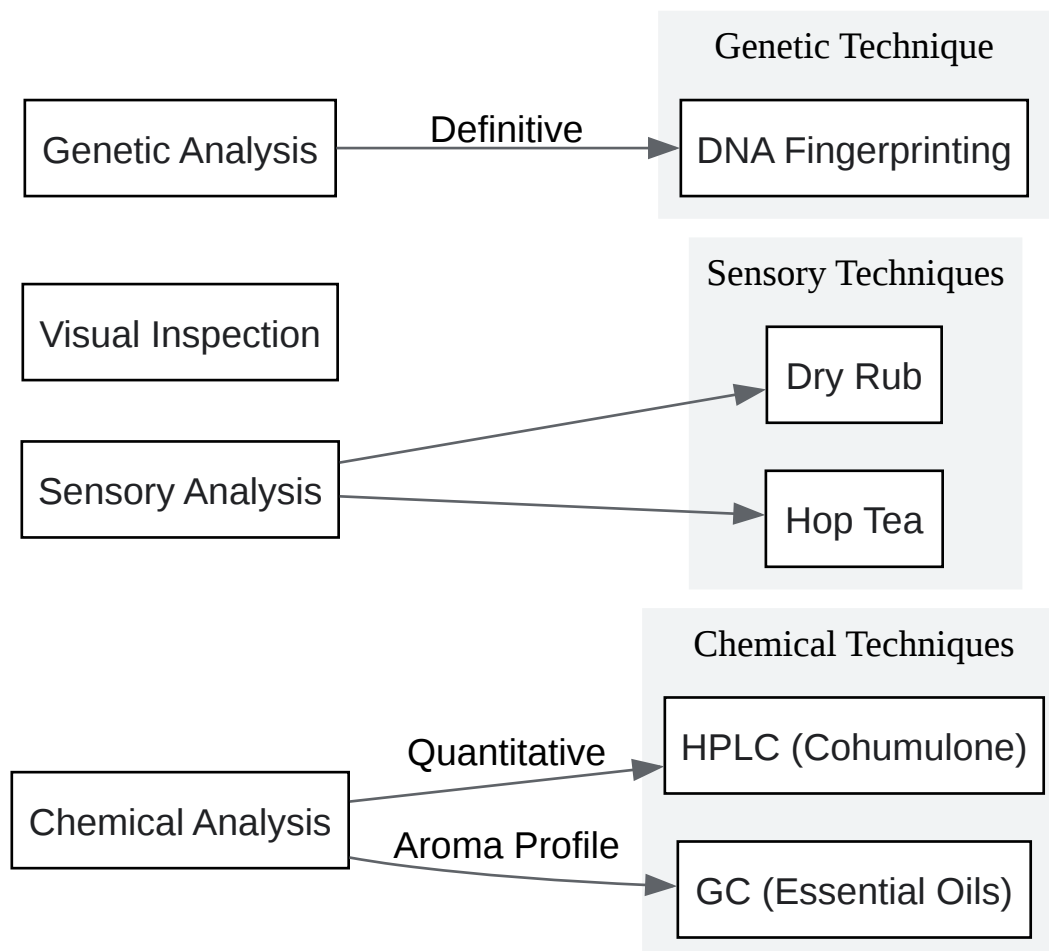 Genetic Technique
Genetic Analysis
Definitive
DNA Fingerprinting
Sensory Techniques
Visual Inspection
Dry Rub
Sensory Analysis
Hop Tea
Chemical Techniques
Quantitative
HPLC (Cohumulone)
Chemical Analysis
Aroma Profile
GC (Essential Oils)